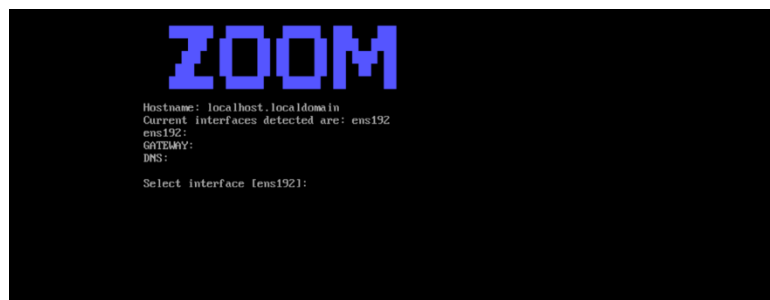 ZOOM
Hostname: localhost.localdomain
Current interfaces detected are: ens192
ens192:
GATEWAY:
DNS:
Select interface [ens192]: